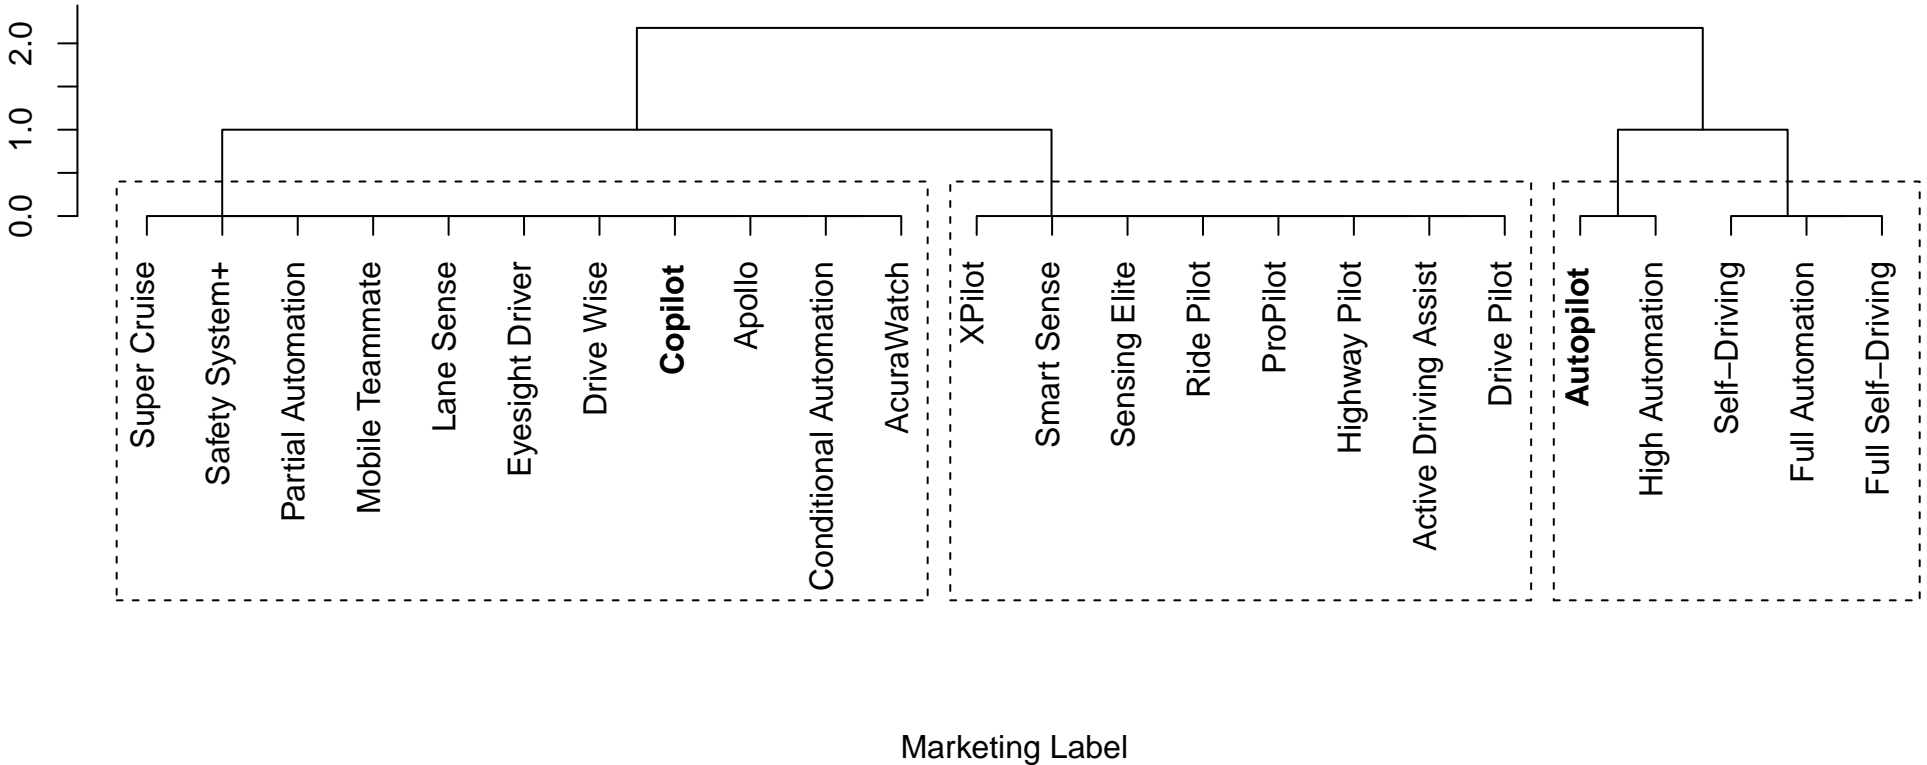 2.0
1.0
0.0
Super Cruise
Safety System+
Partial Automation
Mobile Teammate
Lane Sense
Eyesight Driver
Drive Wise
Copilot
Apollo
Conditional Automation
AcuraWatch
XPilot
Smart Sense
Sensing Elite
Ride Pilot
ProPilot
Highway Pilot
Active Driving Assist
Drive Pilot
Autopilot
High Automation
Self−Driving
Full Automation
Full Self−Driving
Marketing Label